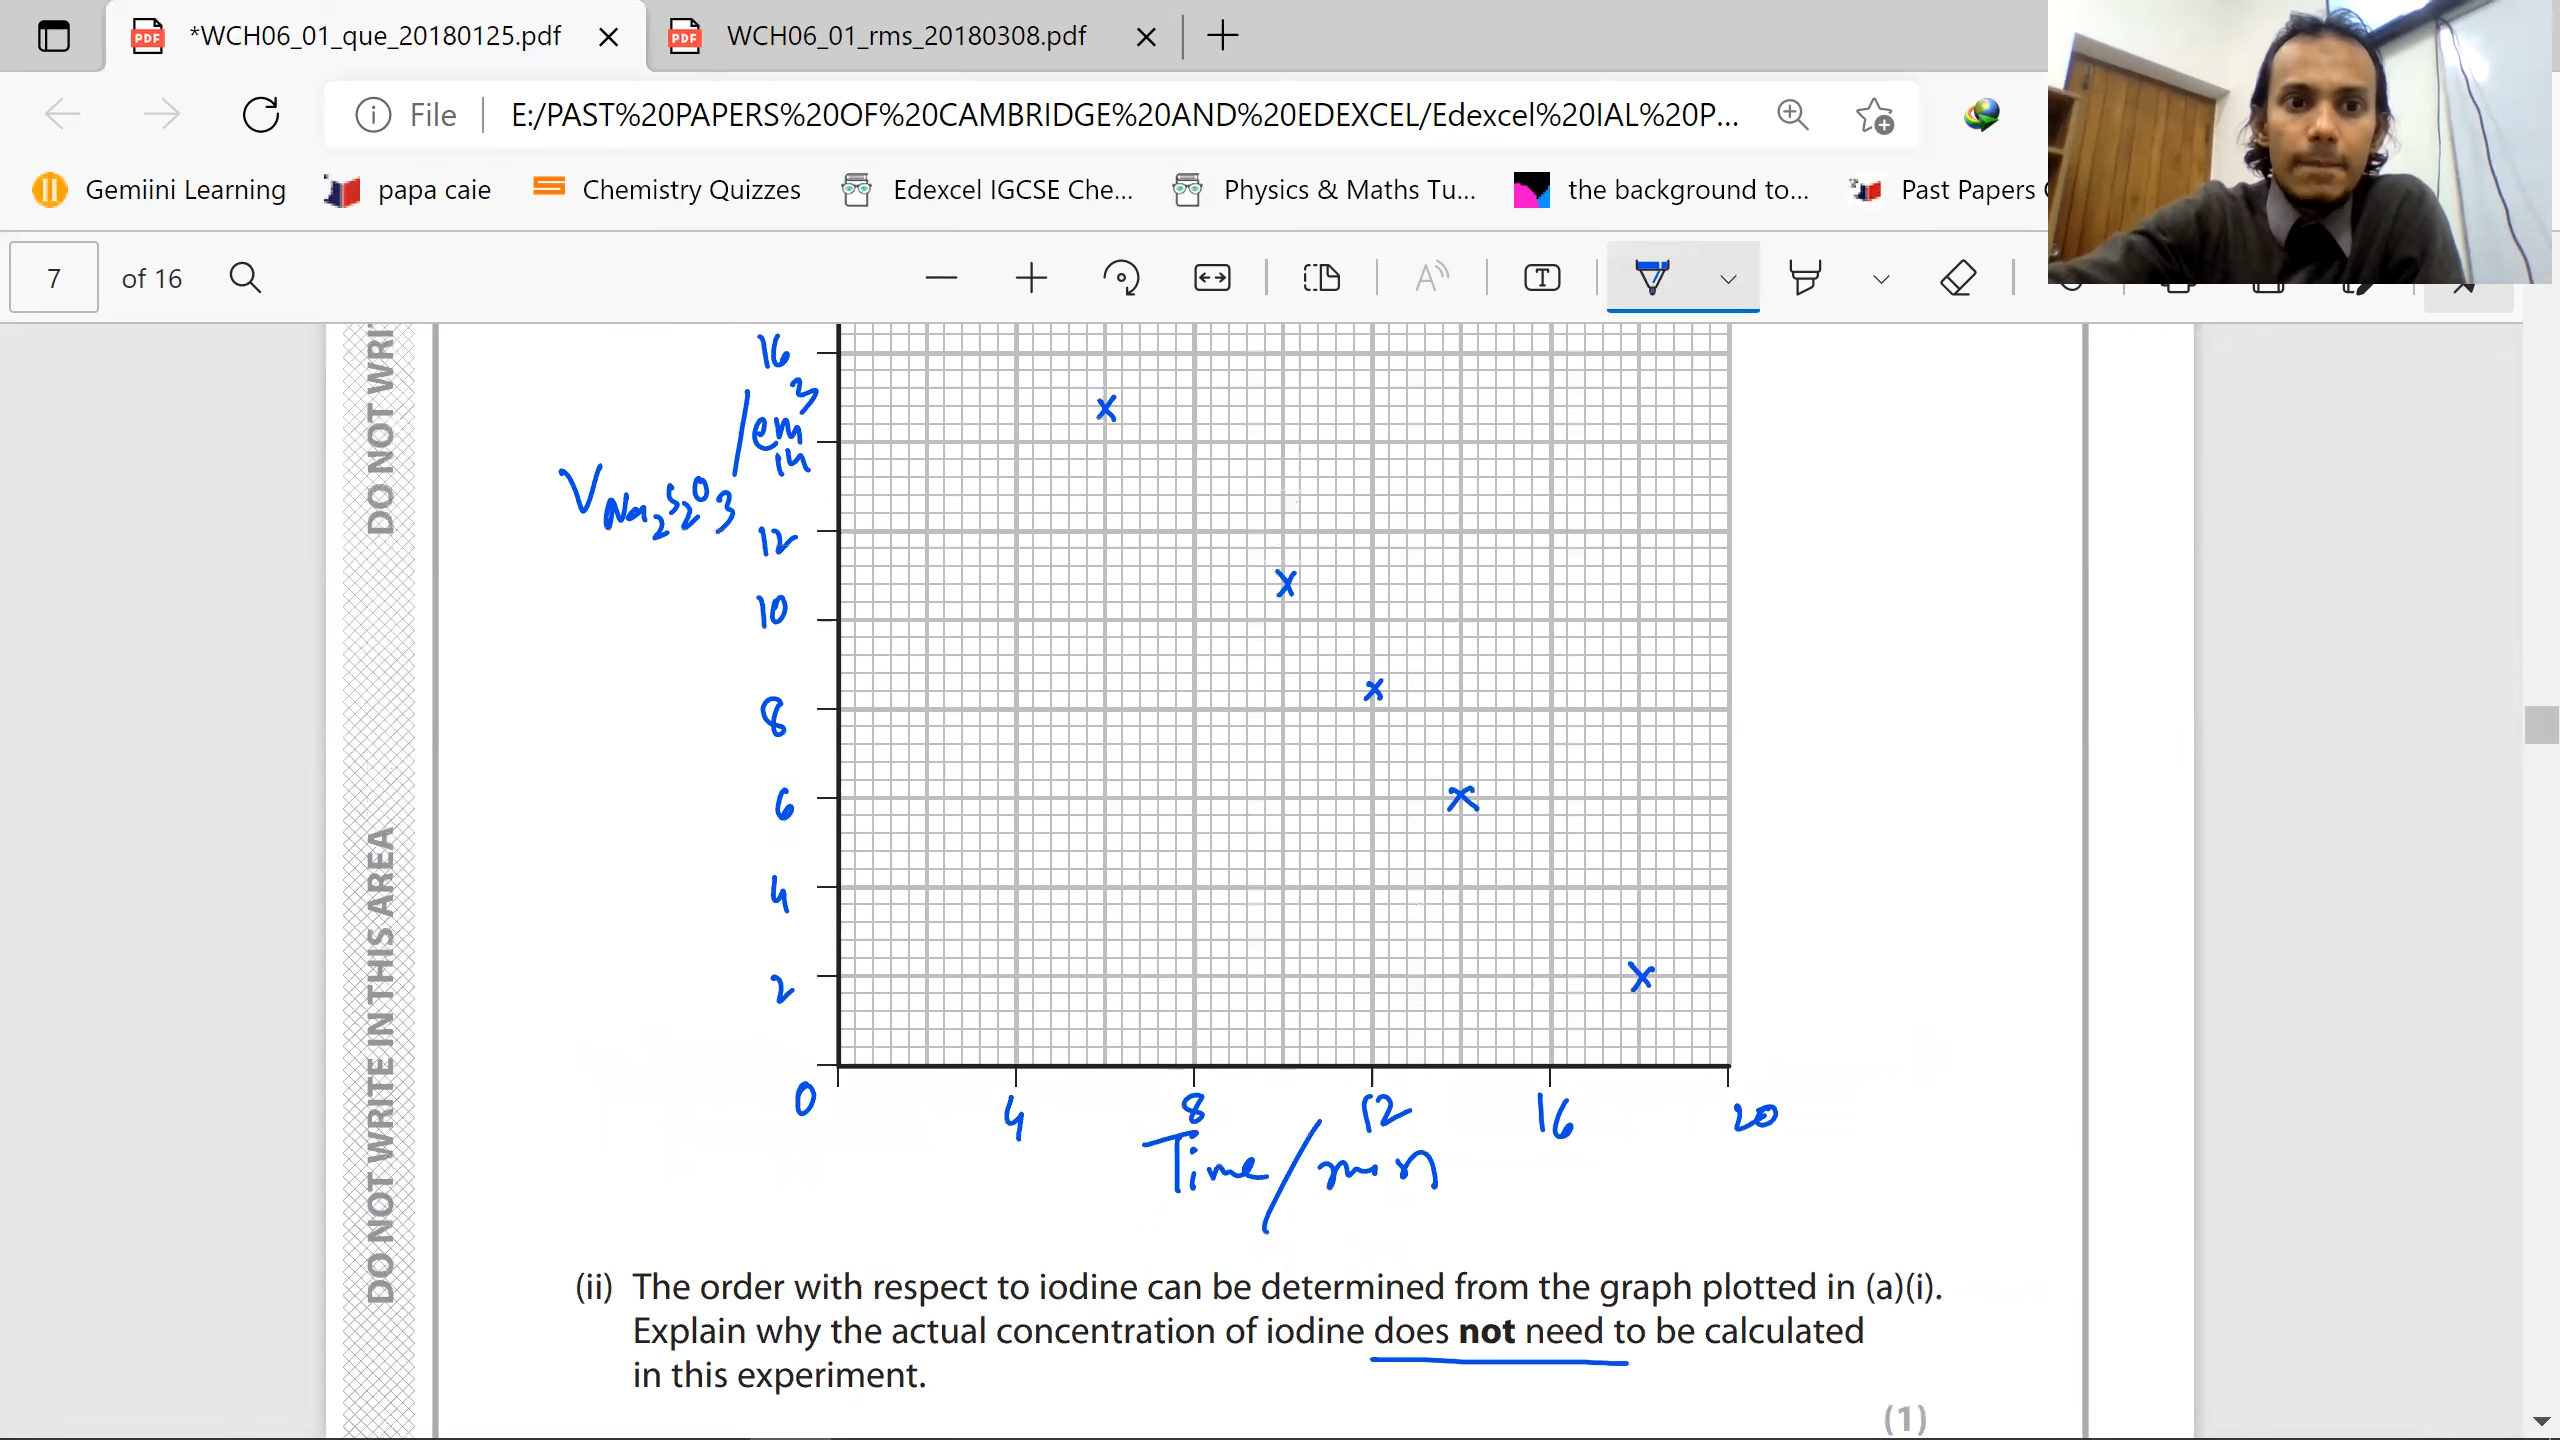 *WCH06_01_que_20180125.pdf
WCH06_01_rms_20180308.pdf
File E:/PAST%20PAPERS%20OF%20CAMBRIDGE%20AND%20EDEXCEL/Edexcel%20IAL%20P...
Gemiini Learning papa caie Chemistry Quizzes Edexcel IGCSE Che... Physics & Maths Tu... the background to... Past Papers
7 of 16
DO NOT WRI
DO NOT WRITE IN THIS AREA
16
V Na2S2O3 / cm3
14
12
10
8
6
4
2
0 4 8 12 16 20
Time / min
(ii) The order with respect to iodine can be determined from the graph plotted in (a)(i).
Explain why the actual concentration of iodine does not need to be calculated
in this experiment.
(1)